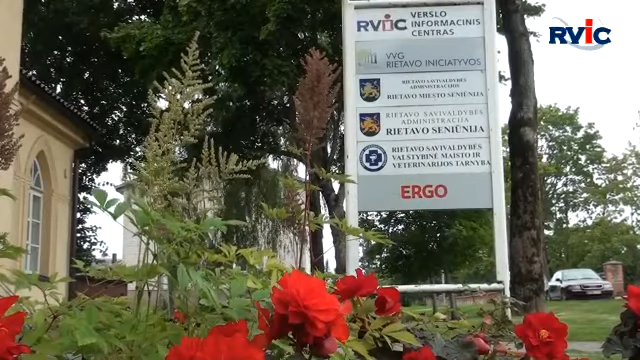 RViC
VERSLO
INFORMACINIS
CENTRAS
VVG
RIETAVO INICIATYVOS
RIETAVO SAVIVALDYBĖS
ADMINISTRACIJOS
RIETAVO MIESTO SENIŪNIJA
RIETAVO SAVIVALDYBĖS
ADMINISTRACIJA
RIETAVO SENIŪNIJA
RIETAVO SAVIVALDYBĖS
VALSTYBINĖ MAISTO IR
VETERINARIJOS TARNYBA
ERGO
RViC